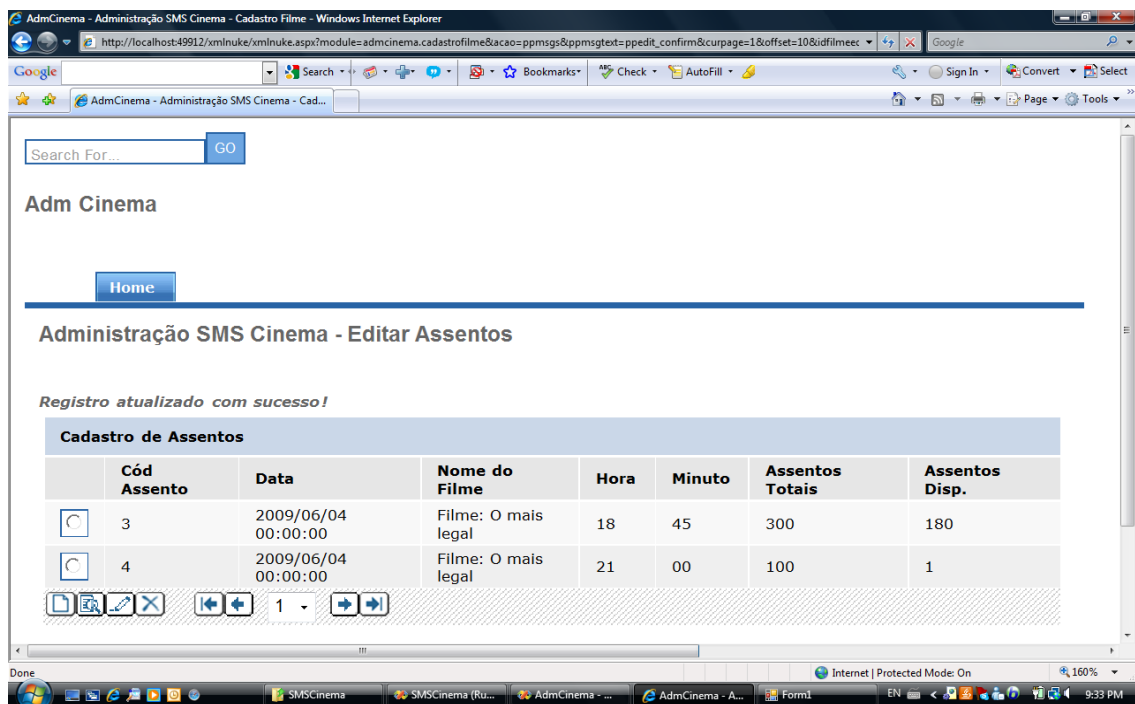 AdmCinema - Administração SMS Cinema - Cadastro Filme - Windows Internet Explorer
http://localhost:49912/xmlnuke/xmlnuke.aspx?module=admcinema.cadastrofilme&acao=ppmsgs&ppmsgtext=ppedit_confirm&curpage=1&offset=10&idfilmeec
Google
Google Search Bookmarks ABC Check AutoFill Sign In Convert Select
AdmCinema - Administração SMS Cinema - Cad... Page Tools
Search For... GO
Adm Cinema
Home
Administração SMS Cinema - Editar Assentos
Registro atualizado com sucesso!
Cadastro de Assentos
Cód Assento Data Nome do Filme Hora Minuto Assentos Totais Assentos Disp.
3 2009/06/04 00:00:00 Filme: O mais legal 18 45 300 180
4 2009/06/04 00:00:00 Filme: O mais legal 21 00 100 1
1
Done Internet | Protected Mode: On 160%
SMSCinema SMSCinema (Ru... AdmCinema - ... AdmCinema - A... Form1 EN 9:33 PM